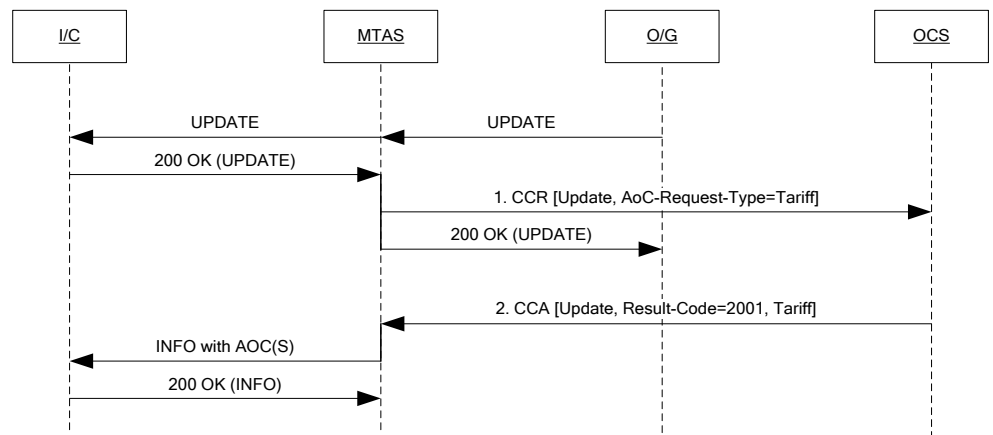 I/C
MTAS
O/G
OCS
UPDATE
UPDATE
200 OK (UPDATE)
1. CCR [Update, AoC-Request-Type=Tariff]
200 OK (UPDATE)
2. CCA [Update, Result-Code=2001, Tariff]
INFO with AOC(S)
200 OK (INFO)